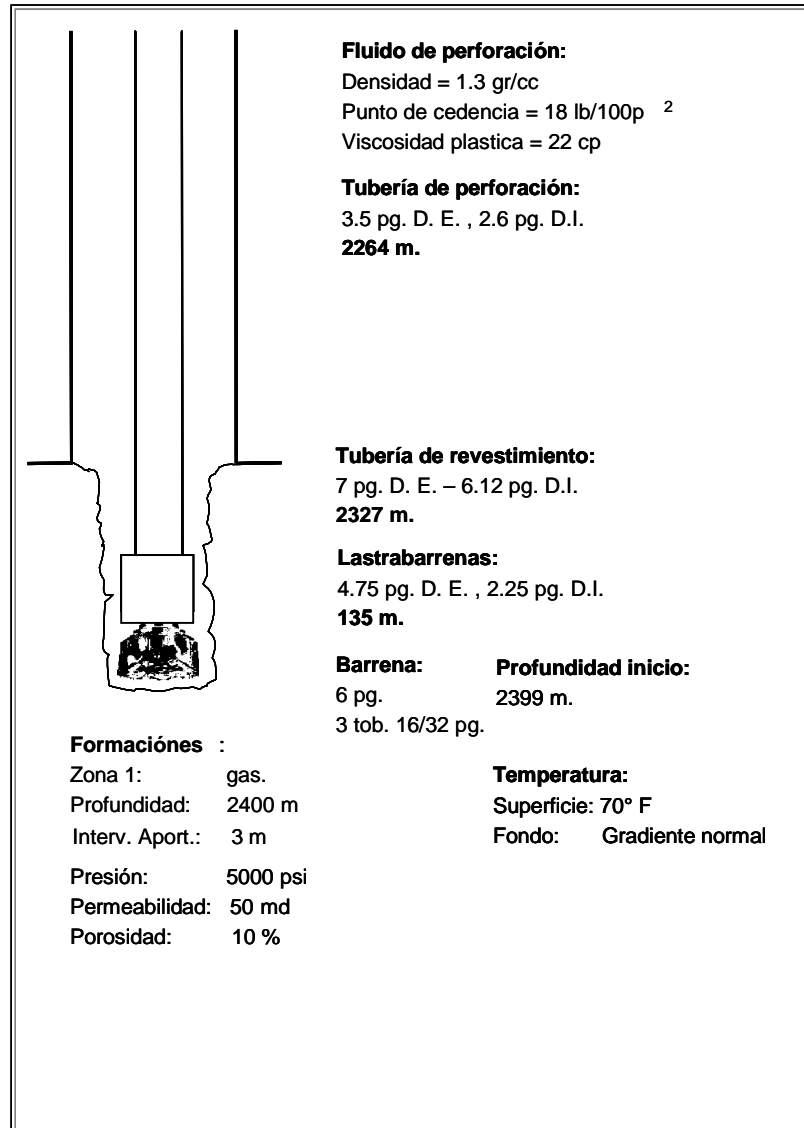 Fluido de perforación:
Densidad = 1.3 gr/cc
Punto de cedencia = 18 lb/100p 2
Viscosidad plastica = 22 cp
Tubería de perforación:
3.5 pg. D. E. , 2.6 pg. D.I.
2264 m.
Tubería de revestimiento:
7 pg. D. E. – 6.12 pg. D.I.
2327 m.
Lastrabarrenas:
4.75 pg. D. E. , 2.25 pg. D.I.
135 m.
Barrena:
6 pg.
3 tob. 16/32 pg.
Profundidad inicio:
2399 m.
Formaciónes :
Zona 1: gas.
Profundidad: 2400 m
Interv. Aport.: 3 m
Presión: 5000 psi
Permeabilidad: 50 md
Porosidad: 10 %
Temperatura:
Superficie: 70° F
Fondo: Gradiente normal